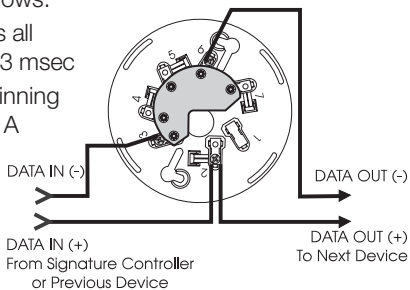 ows:
s all
3 msec
inning
A
DATA IN (-)
DATA IN (+)
From Signature Controller
or Previous Device
5
6
4
7
3
1
2
DATA OUT (-)
DATA OUT (+)
To Next Device